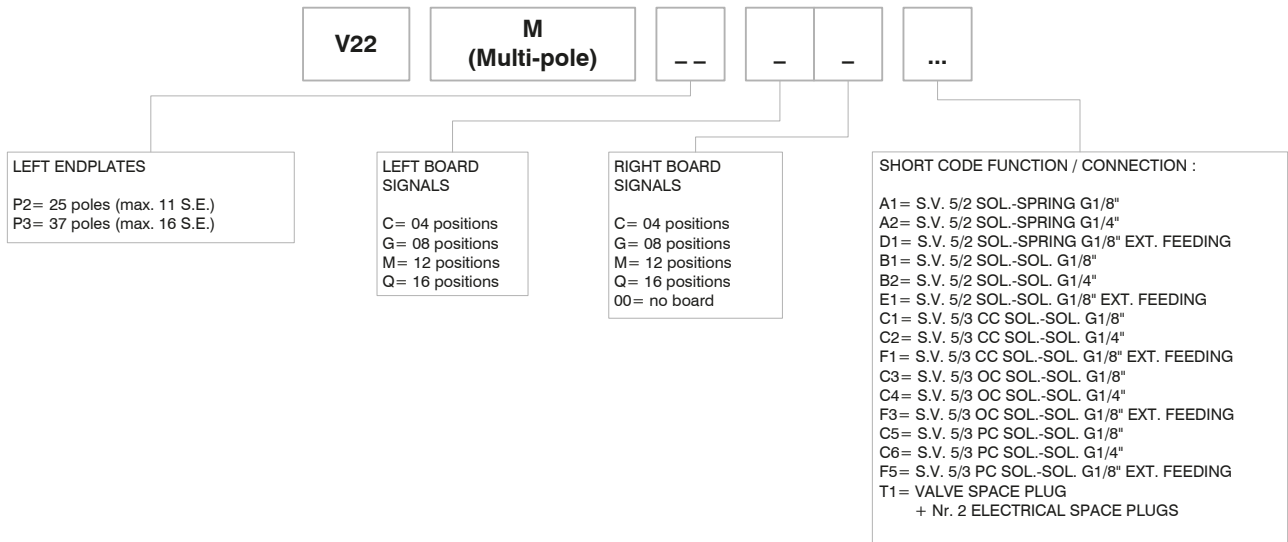 V22
M
(Multi-pole)
_ _
_
_
...
LEFT ENDPLATES
P2= 25 poles (max. 11 S.E.)
P3= 37 poles (max. 16 S.E.)
LEFT BOARD
SIGNALS
C= 04 positions
G= 08 positions
M= 12 positions
Q= 16 positions
RIGHT BOARD
SIGNALS
C= 04 positions
G= 08 positions
M= 12 positions
Q= 16 positions
00= no board
SHORT CODE FUNCTION / CONNECTION :
A1= S.V. 5/2 SOL.-SPRING G1/8"
A2= S.V. 5/2 SOL.-SPRING G1/4"
D1= S.V. 5/2 SOL.-SPRING G1/8" EXT. FEEDING
B1= S.V. 5/2 SOL.-SOL. G1/8"
B2= S.V. 5/2 SOL.-SOL. G1/4"
E1= S.V. 5/2 SOL.-SOL. G1/8" EXT. FEEDING
C1= S.V. 5/3 CC SOL.-SOL. G1/8"
C2= S.V. 5/3 CC SOL.-SOL. G1/4"
F1= S.V. 5/3 CC SOL.-SOL. G1/8" EXT. FEEDING
C3= S.V. 5/3 OC SOL.-SOL. G1/8"
C4= S.V. 5/3 OC SOL.-SOL. G1/4"
F3= S.V. 5/3 OC SOL.-SOL. G1/8" EXT. FEEDING
C5= S.V. 5/3 PC SOL.-SOL. G1/8"
C6= S.V. 5/3 PC SOL.-SOL. G1/4"
F5= S.V. 5/3 PC SOL.-SOL. G1/8" EXT. FEEDING
T1= VALVE SPACE PLUG
+ Nr. 2 ELECTRICAL SPACE PLUGS